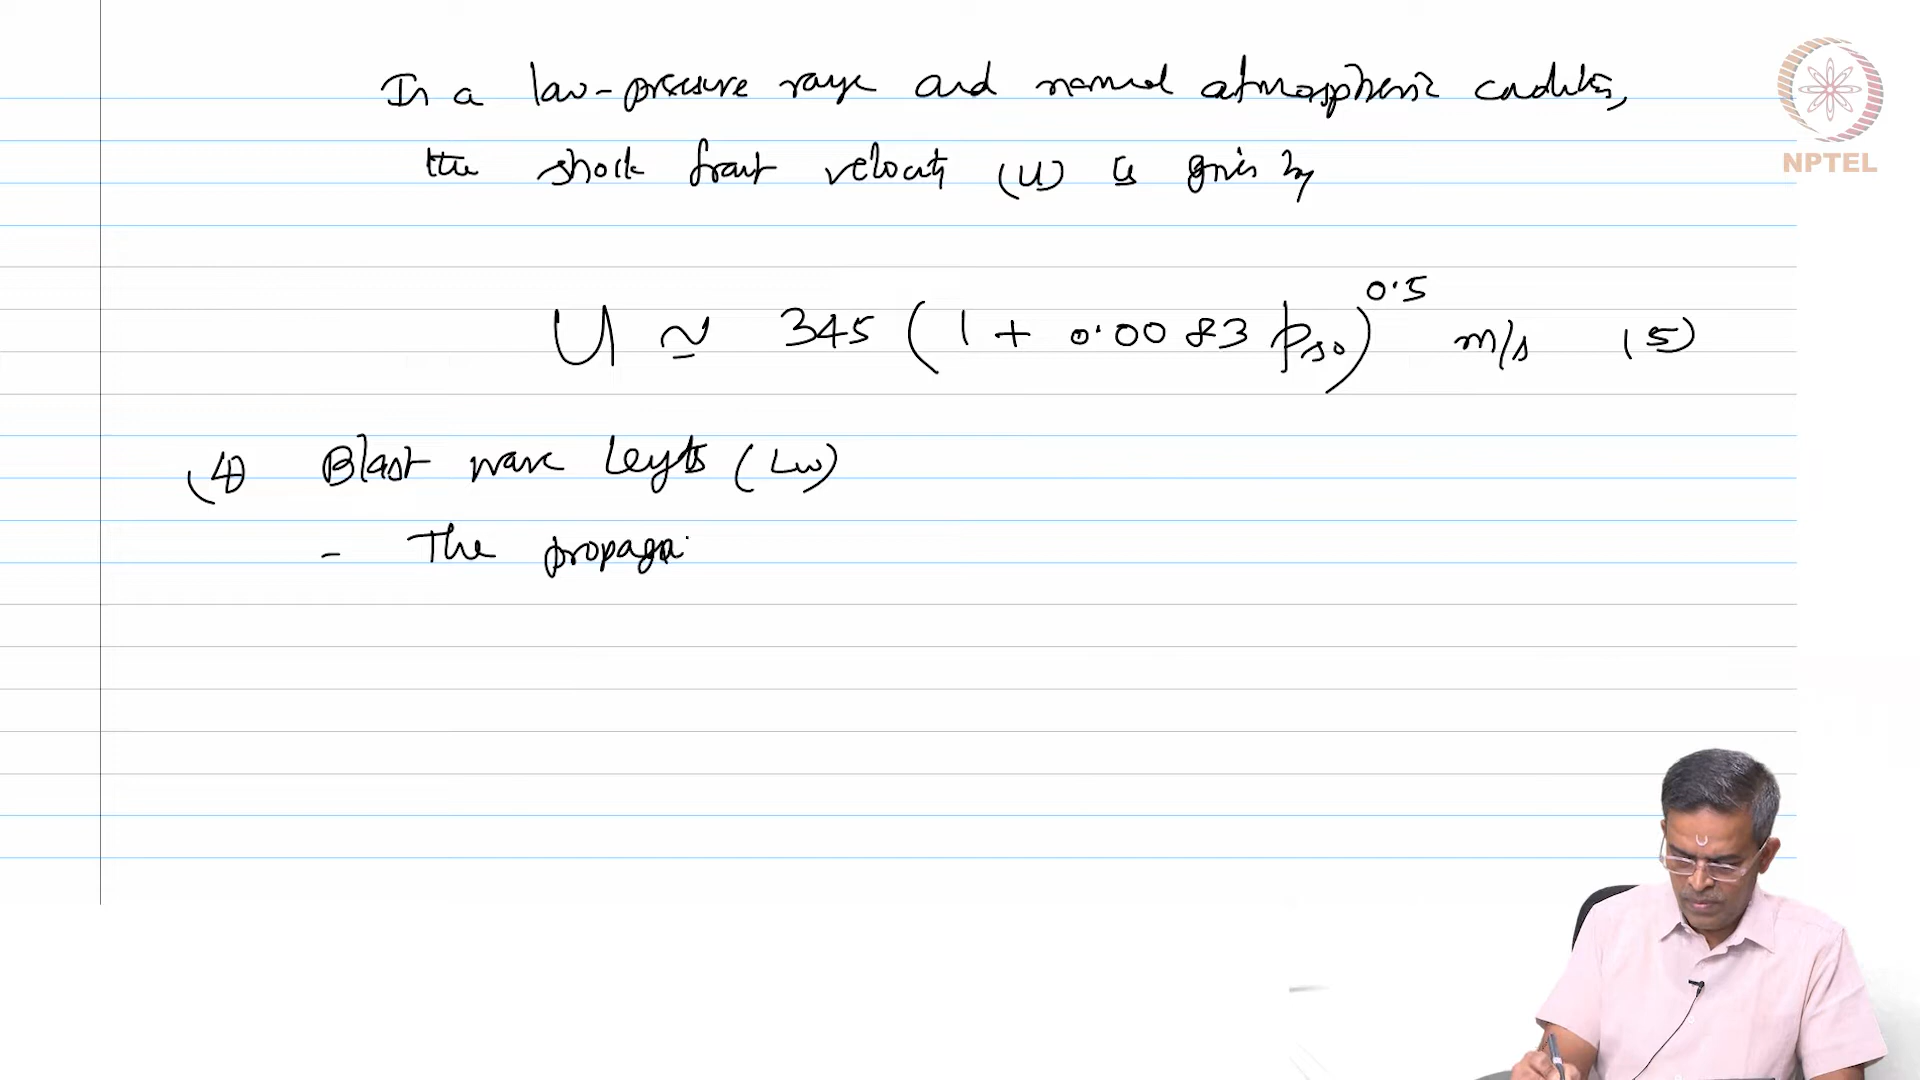 In a low-pressure range and normal atmospheric conditions,
the shock front velocity (U) is given by
U ≃ 345 (1 + 0.0083 pso)^0.5 m/s (5)
(4) Blast wave length (Lw)
- The propaga
NPTEL